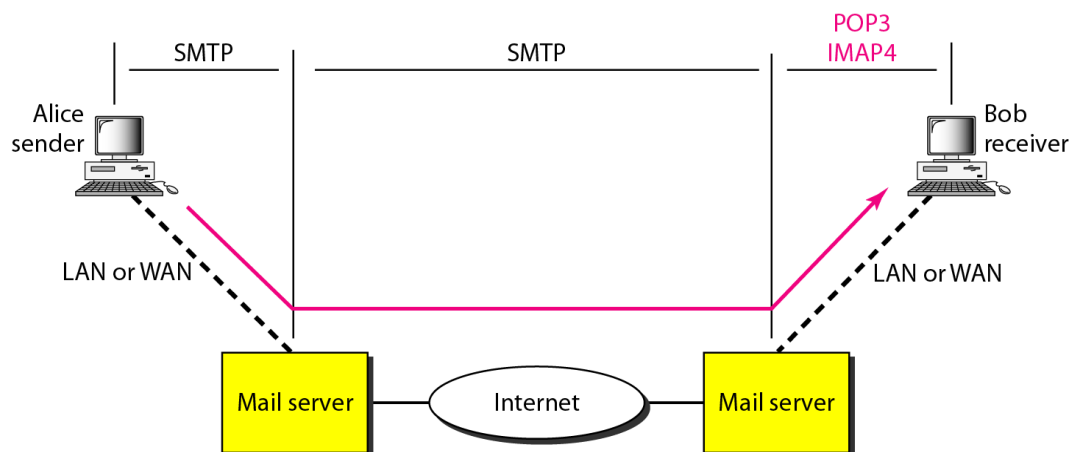 SMTP
SMTP
POP3
IMAP4
Alice
sender
Bob
receiver
LAN or WAN
LAN or WAN
Mail server
Internet
Mail server